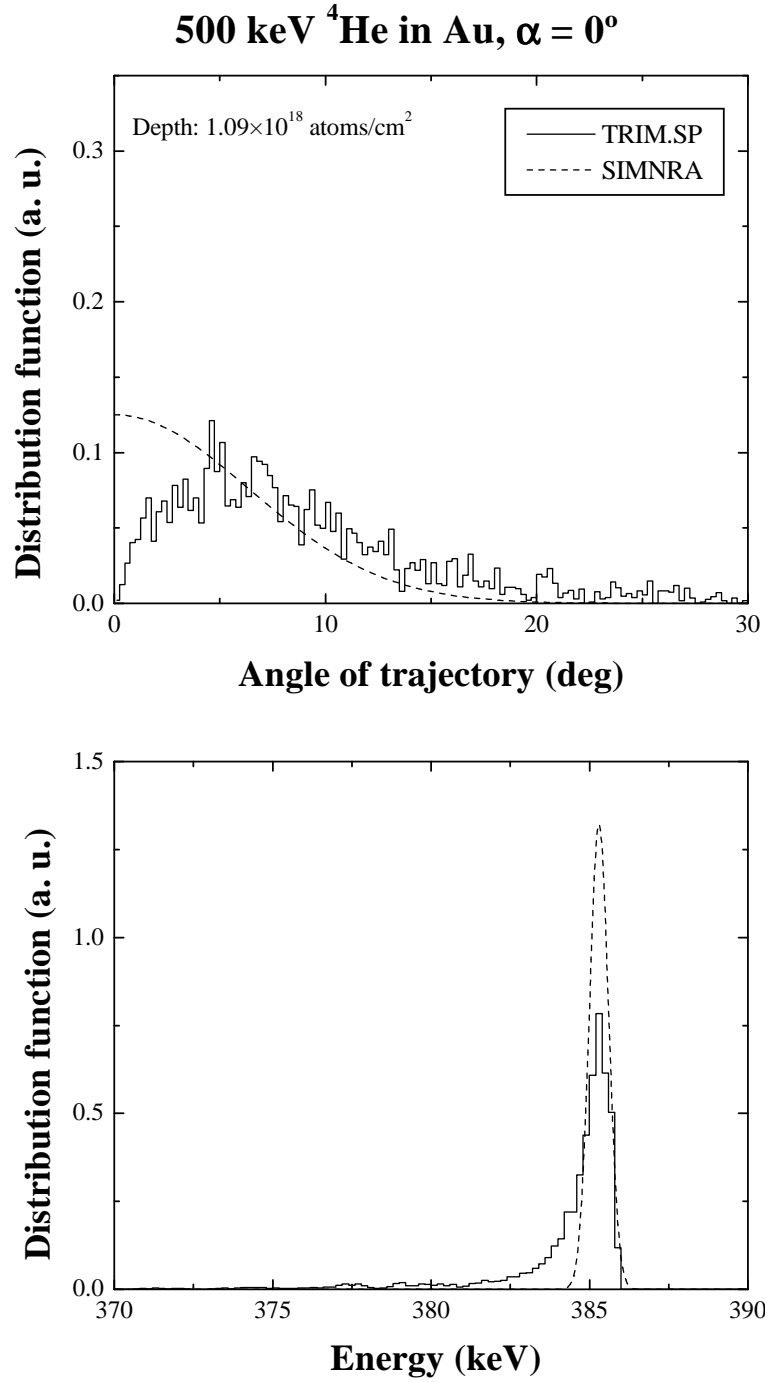 500 keV ⁴He in Au, α = 0º
Depth: 1.09×10¹⁸ atoms/cm²
TRIM.SP
SIMNRA
Distribution function (a. u.)
0.3
0.2
0.1
0.0
0 10 20 30
Angle of trajectory (deg)
Distribution function (a. u.)
1.5
1.0
0.5
0.0
370 375 380 385 390
Energy (keV)